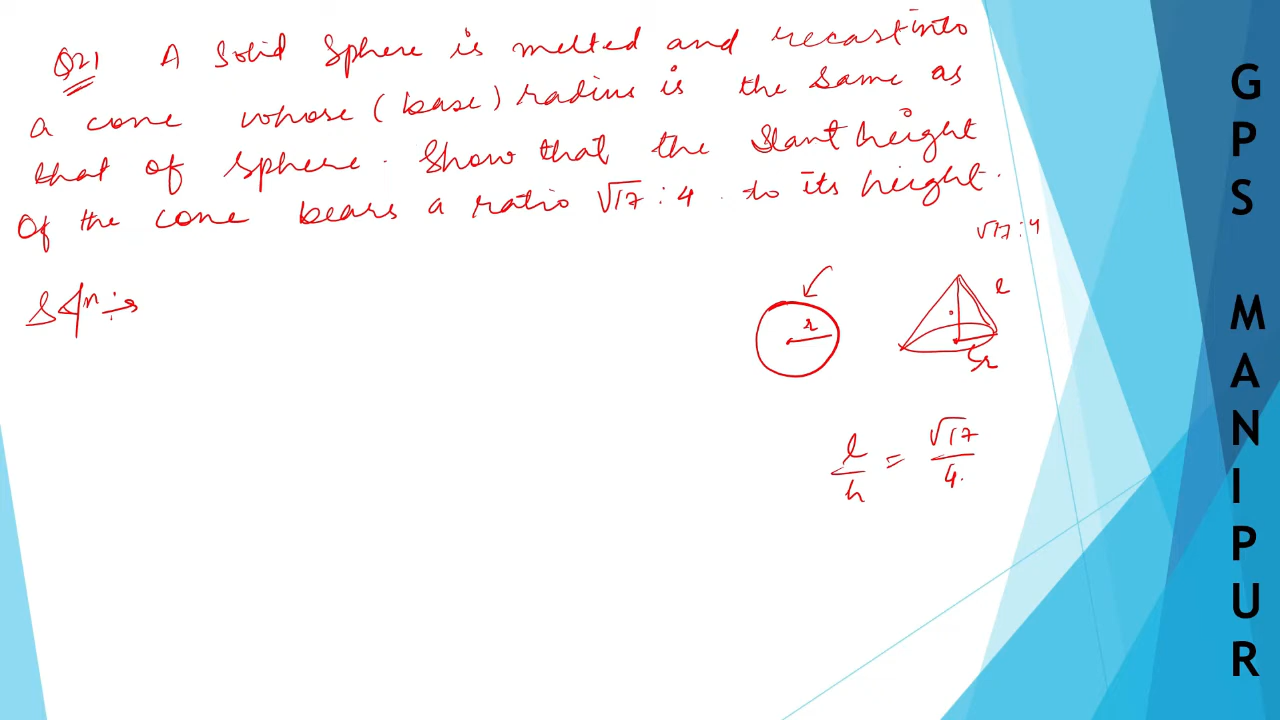 Q21 A Solid Sphere is melted and recast into
a cone whose (base) radius is the same as
that of sphere. Show that the Slant height
Of the cone bears a ratio √17 : 4 to its height.
√17 : 4
Solⁿ :→
r
l
r
l/h = √17/4.
GPS MANIPUR